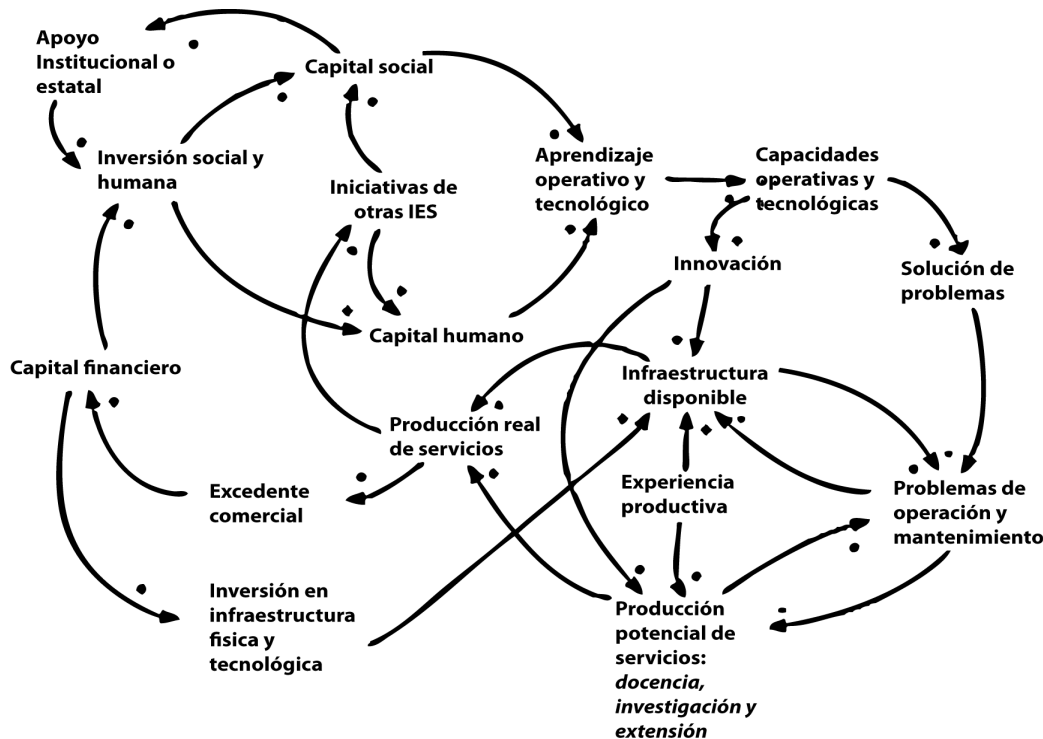 Apoyo
Institucional o
estatal
Capital social
Inversión social y
humana
Iniciativas de
otras IES
Aprendizaje
operativo y
tecnológico
Capacidades
operativas y
tecnológicas
Innovación
Solución de
problemas
Capital humano
Capital financiero
Infraestructura
disponible
Producción real
de servicios
Excedente
comercial
Experiencia
productiva
Problemas de
operación y
mantenimiento
Inversión en
infraestructura
fisica y
tecnológica
Producción
potencial de
servicios:
docencia,
investigación y
extensión